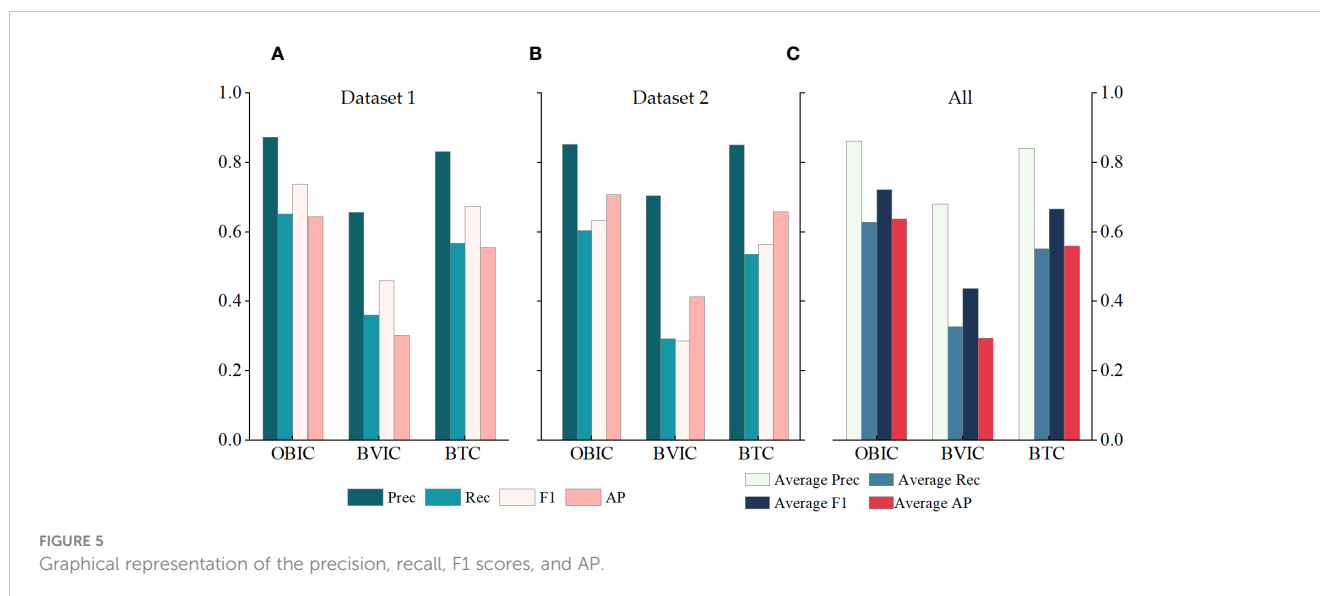 A B C
Dataset 1 Dataset 2 All
1.0 1.0
0.8 0.8
0.6 0.6
0.4 0.4
0.2 0.2
0.0 0.0
OBIC BVIC BTC OBIC BVIC BTC OBIC BVIC BTC
Prec Rec F1 AP
Average Prec Average Rec
Average F1 Average AP
FIGURE 5
Graphical representation of the precision, recall, F1 scores, and AP.